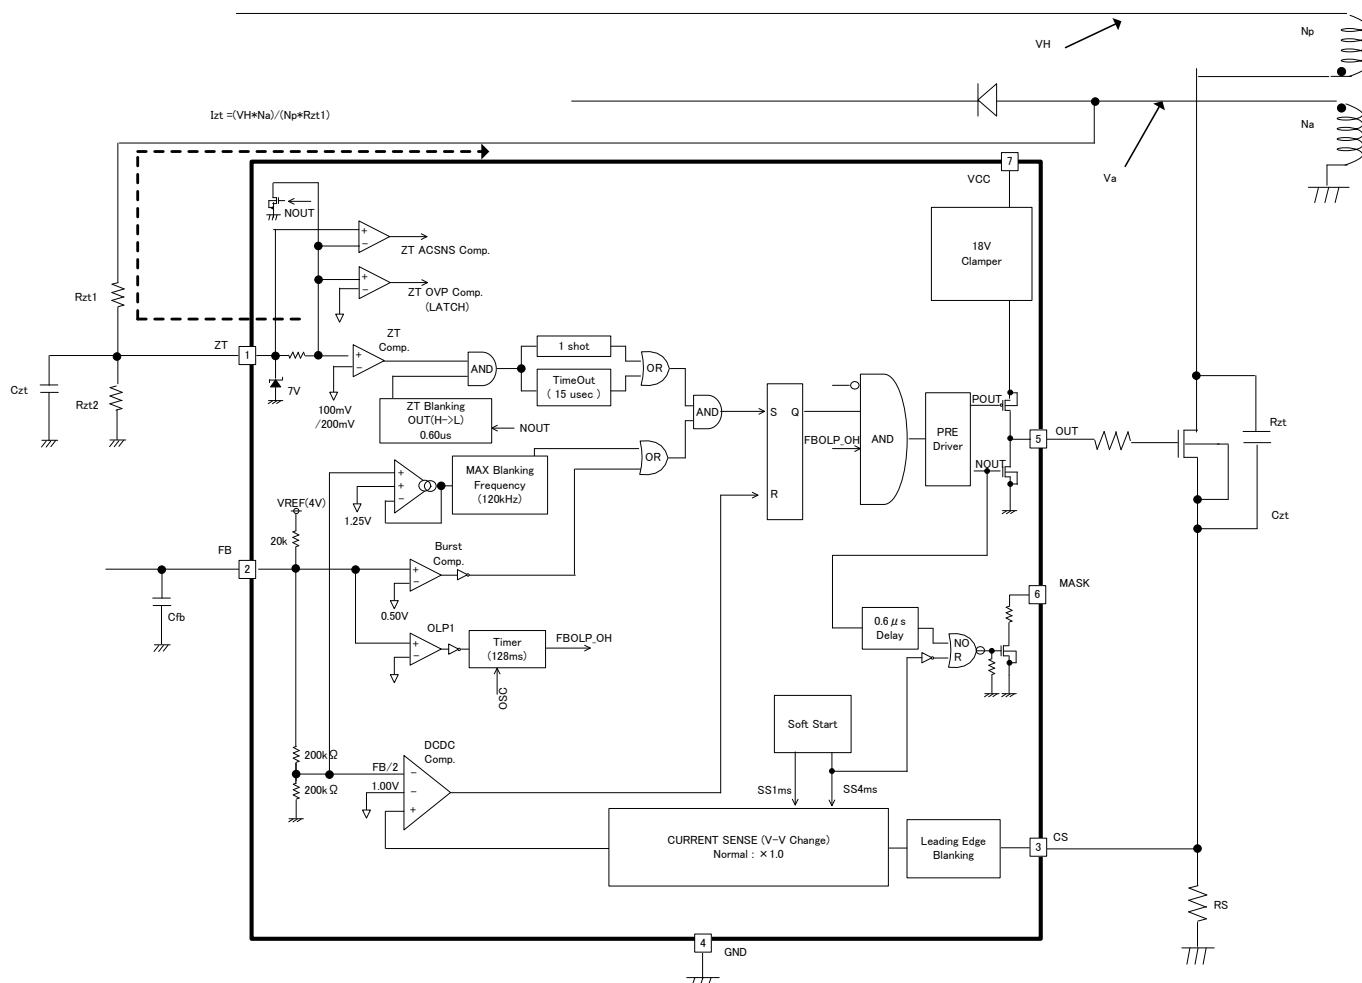 VH
Np
Izt =(VH*Na)/(Np*Rzt1)
Na
Va
7
VCC
NOUT
18V
Clamper
ZT ACSNS Comp.
ZT OVP Comp.
(LATCH)
Rzt1
ZT
1
ZT
Comp.
7V
100mV
/200mV
AND
1 shot
TimeOut
( 15 usec )
OR
Czt
Rzt2
ZT Blanking
OUT(H->L)
0.60us
NOUT
AND
S
Q
R
FBOLP_OH
AND
PRE
Driver
POUT
NOUT
5
OUT
Rzt
Czt
OR
MAX Blanking
Frequency
(120kHz)
1.25V
VREF(4V)
20k
FB
2
Cfb
Burst
Comp.
0.50V
OLP1
Timer
(128ms)
FBOLP_OH
OSC
MASK
6
0.6μs
Delay
NO
R
Soft Start
SS1ms
SS4ms
200kΩ
200kΩ
DCDC
Comp.
FB/2
1.00V
CURRENT SENSE (V-V Change)
Normal : ×1.0
Leading Edge
Blanking
3
CS
RS
4
GND